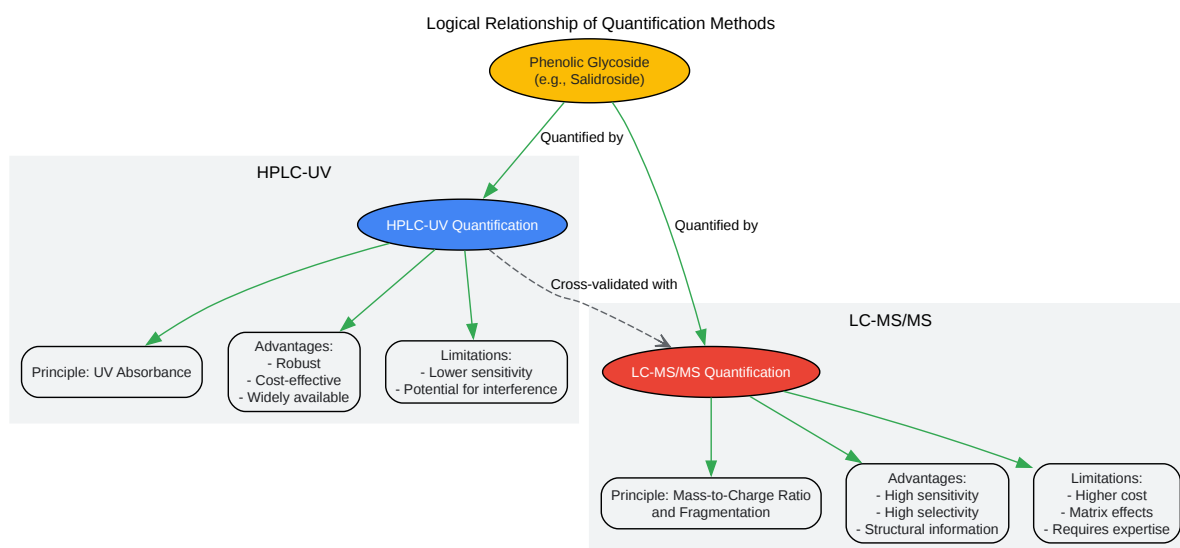 Logical Relationship of Quantification Methods
Phenolic Glycoside
(e.g., Salidroside)
Quantified by
HPLC-UV
HPLC-UV Quantification
Quantified by
Cross-validated with
Principle: UV Absorbance
Advantages:
- Robust
- Cost-effective
- Widely available
Limitations:
- Lower sensitivity
- Potential for interference
LC-MS/MS
LC-MS/MS Quantification
Principle: Mass-to-Charge Ratio
and Fragmentation
Advantages:
- High sensitivity
- High selectivity
- Structural information
Limitations:
- Higher cost
- Matrix effects
- Requires expertise